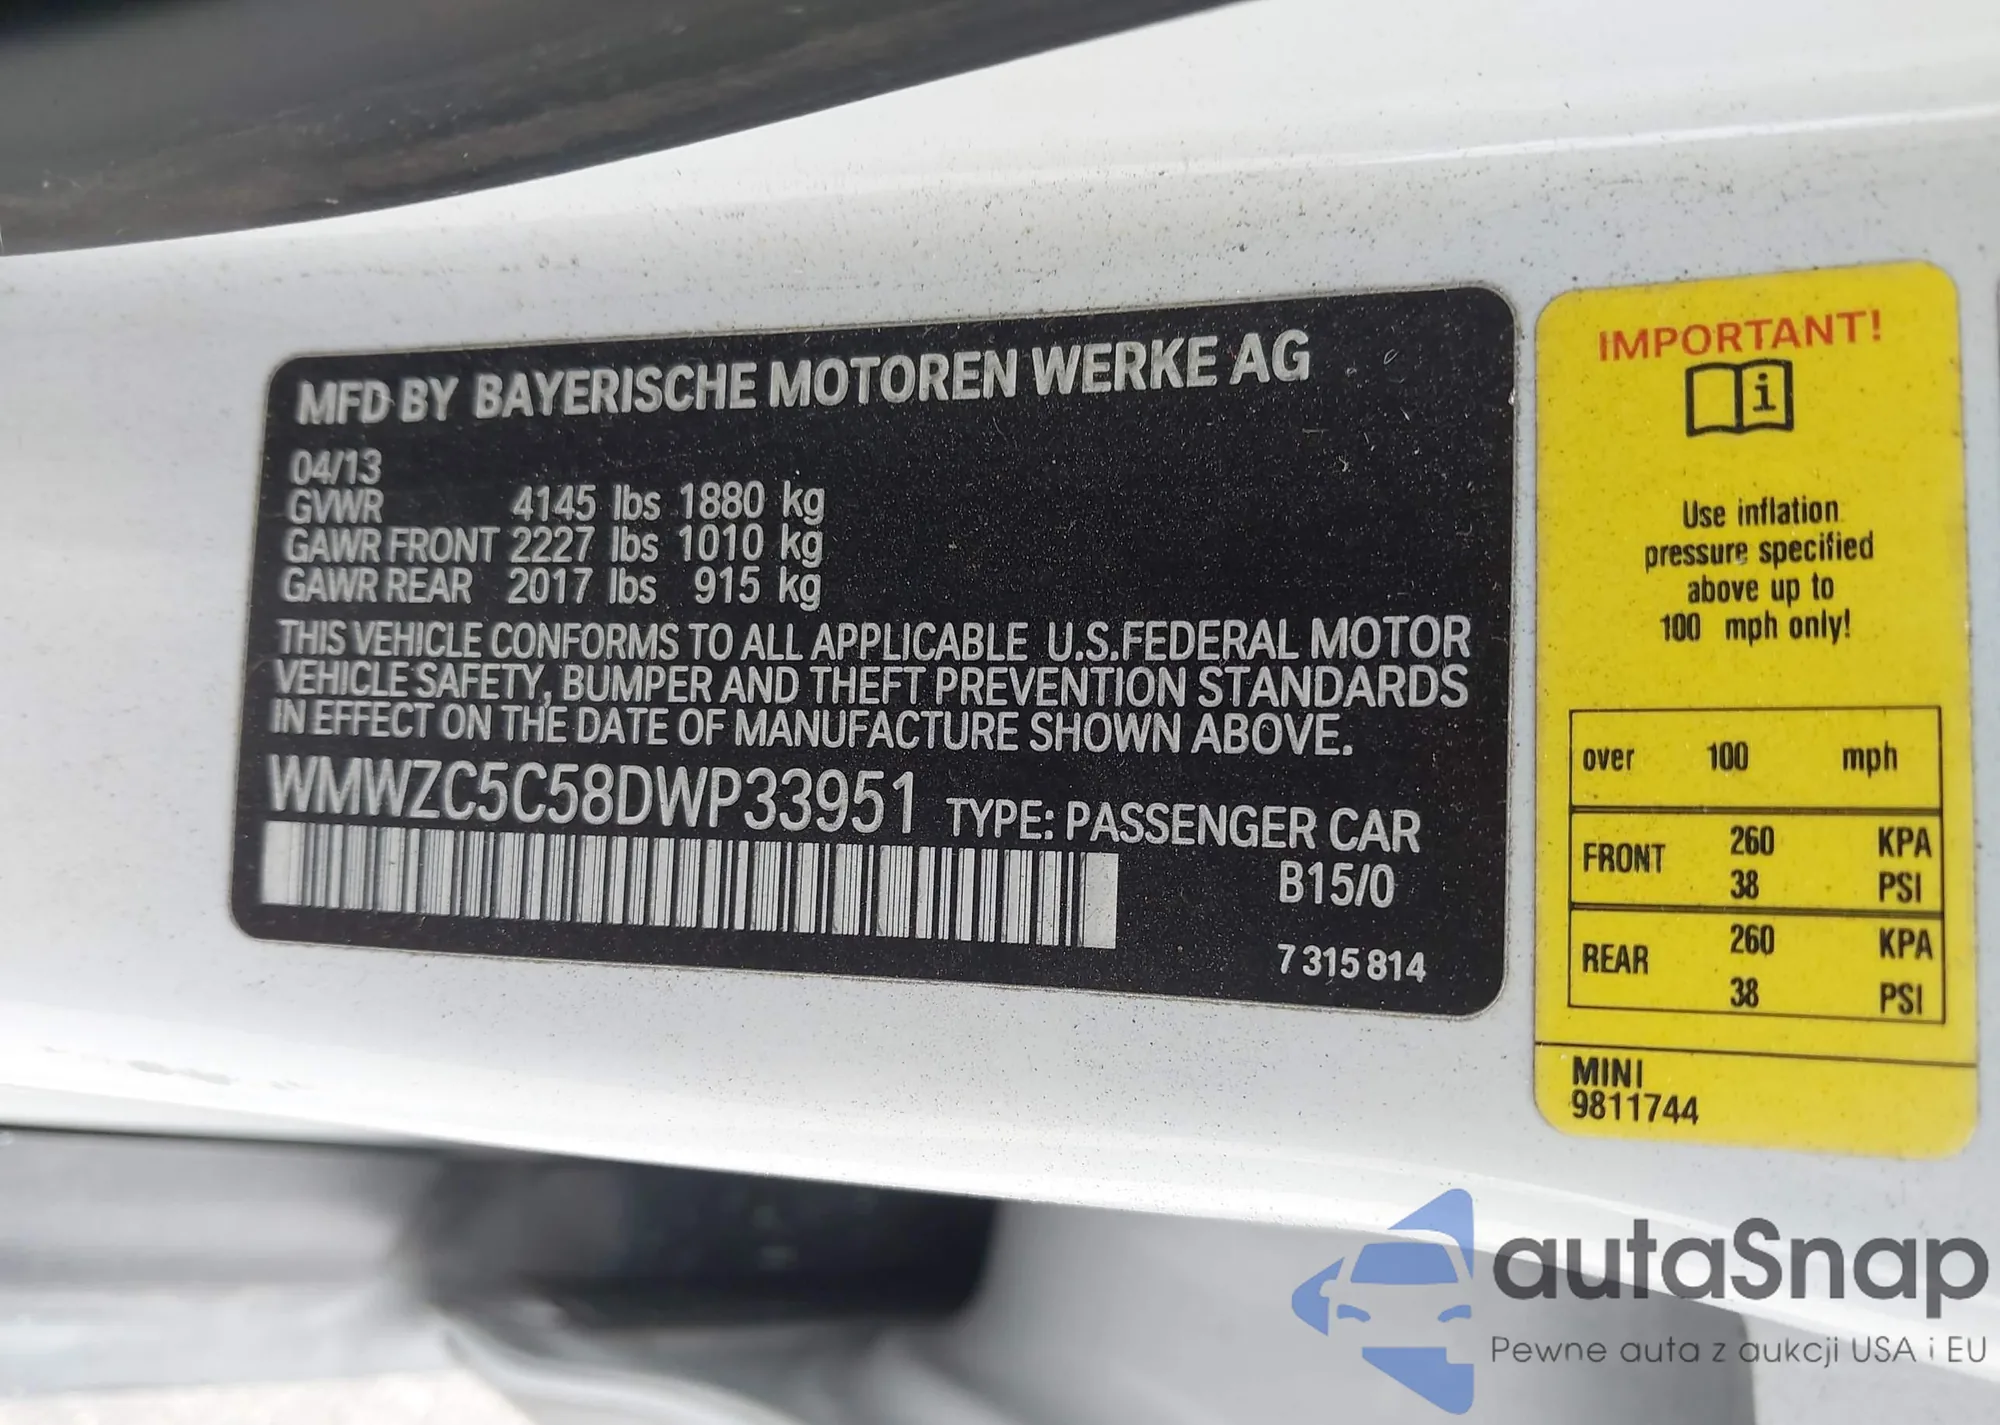 MFD BY BAYERISCHE MOTOREN WERKE AG
04/13
GVWR 4145 lbs 1880 kg
GAWR FRONT 2227 lbs 1010 kg
GAWR REAR 2017 lbs 915 kg
THIS VEHICLE CONFORMS TO ALL APPLICABLE U.S.FEDERAL MOTOR
VEHICLE SAFETY, BUMPER AND THEFT PREVENTION STANDARDS
IN EFFECT ON THE DATE OF MANUFACTURE SHOWN ABOVE.
WMWZC5C58DWP33951 TYPE: PASSENGER CAR
B15/0
7 315 814
IMPORTANT!
i
Use inflation
pressure specified
above up to
100 mph only!
over 100 mph
FRONT 260 KPA
38 PSI
REAR 260 KPA
38 PSI
MINI
9811744
autaSnap
Pewne auta z aukcji USA i EU